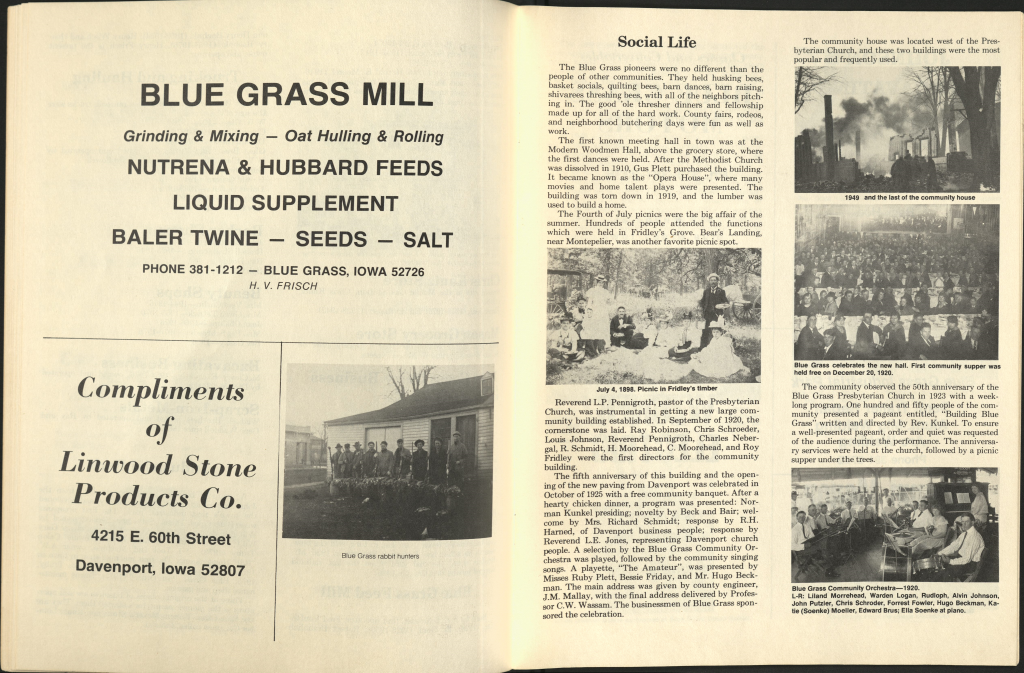 BLUE GRASS MILL
Grinding & Mixing — Oat Hulling & Rolling
NUTRENA & HUBBARD FEEDS
LIQUID SUPPLEMENT
BALER TWINE — SEEDS — SALT
PHONE 381-1212 — BLUE GRASS, IOWA 52726
H. V. FRISCH
Compliments
of
Linwood Stone
Products Co.
4215 E. 60th Street
Davenport, Iowa 52807
Blue Grass rabbit hunters
Social Life
The Blue Grass pioneers were no different than the
people of other communities. They held husking bees,
basket socials, quilting bees, barn dances, barn raising,
shivarees threshing bees, with all of the neighbors pitch-
ing in. The good 'ole thresher dinners and fellowship
made up for all of the hard work. County fairs, rodeos,
and neighborhood butchering days were fun as well as
work.
The first known meeting hall in town was at the
Modern Woodmen Hall, above the grocery store, where
the first dances were held. After the Methodist Church
was dissolved in 1910, Gus Plett purchased the building.
It became known as the "Opera House", where many
movies and home talent plays were presented. The
building was torn down in 1919, and the lumber was
used to build a home.
The Fourth of July picnics were the big affair of the
summer. Hundreds of people attended the functions
which were held in Fridley's Grove. Bear's Landing,
near Montepelier, was another favorite picnic spot.
July 4, 1898. Picnic in Fridley's timber
Reverend L.P. Pennigroth, pastor of the Presbyterian
Church, was instrumental in getting a new large com-
munity building established. In September of 1920, the
cornerstone was laid. Ray Robinson, Chris Schroeder,
Louis Johnson, Reverend Pennigroth, Charles Neber-
gal, R. Schmidt, H. Moorehead, C. Moorehead, and Roy
Fridley were the first directors for the community
building.
The fifth anniversary of this building and the open-
ing of the new paving from Davenport was celebrated in
October of 1925 with a free community banquet. After a
hearty chicken dinner, a program was presented: Nor-
man Kunkel presiding; novelty by Beck and Bair; wel-
come by Mrs. Richard Schmidt; response by R.H.
Harned, of Davenport business people; response by
Reverend L.E. Jones, representing Davenport church
people. A selection by the Blue Grass Community Or-
chestra was played, followed by the community singing
songs. A playette, "The Amateur", was presented by
Misses Ruby Plett, Bessie Friday, and Mr. Hugo Beck-
man. The main address was given by county engineer,
J.M. Mallay, with the final address delivered by Profes-
sor C.W. Wassam. The businessmen of Blue Grass spon-
sored the celebration.
The community house was located west of the Pres-
byterian Church, and these two buildings were the most
popular and frequently used.
1949 and the last of the community house
Blue Grass celebrates the new hall. First community supper was
held free on December 20, 1920.
The community observed the 50th anniversary of the
Blue Grass Presbyterian Church in 1923 with a week-
long program. One hundred and fifty people of the com-
munity presented a pageant entitled, "Building Blue
Grass" written and directed by Rev. Kunkel. To ensure
a well-presented pageant, order and quiet was requested
of the audience during the performance. The anniversa-
ry services were held at the church, followed by a picnic
supper under the trees.
Blue Grass Community Orchestra—1920.
L-R: Liland Morrehead, Warden Logan, Rudloph, Alvin Johnson,
John Putzier, Chris Schroder, Forrest Fowler, Hugo Beckman, Ka-
tie (Soenke) Moeller, Edward Brus; Ella Soenke at piano.